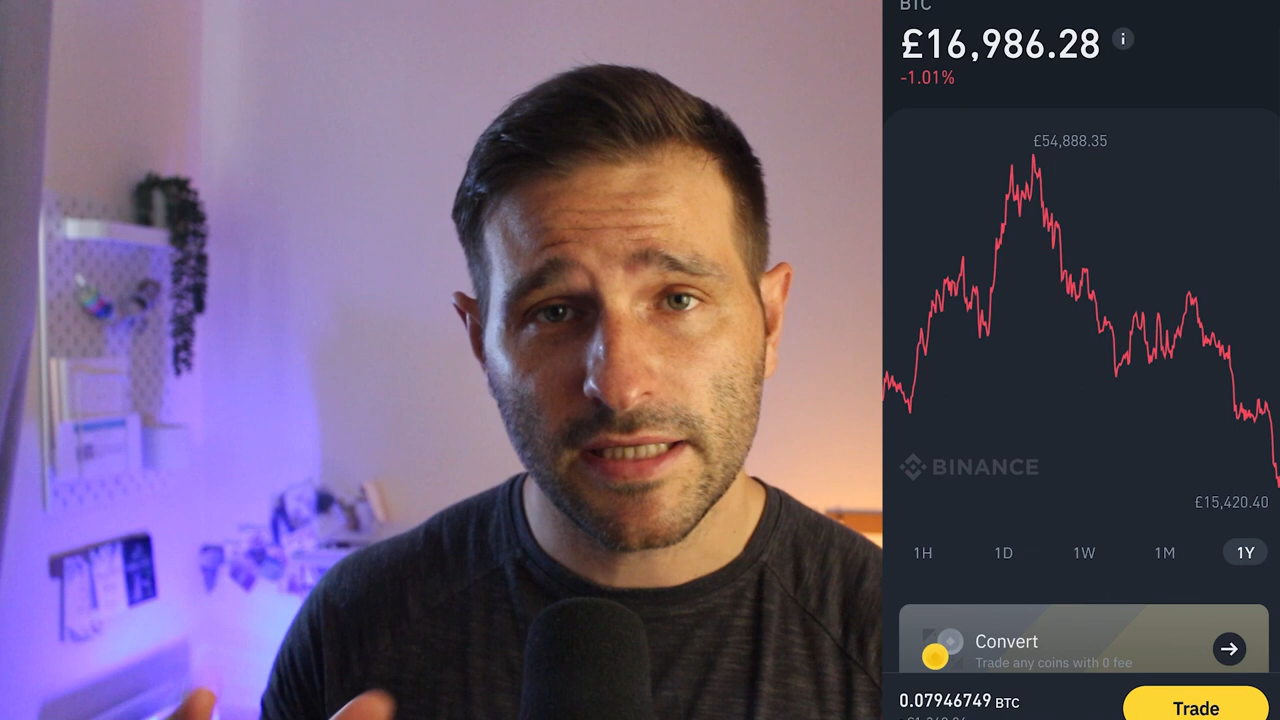 BTC
£16,986.28
-1.01%
£54,888.35
BINANCE
£15,420.40
1H 1D 1W 1M 1Y
Convert
Trade any coins with 0 fee
0.07946749 BTC
Trade